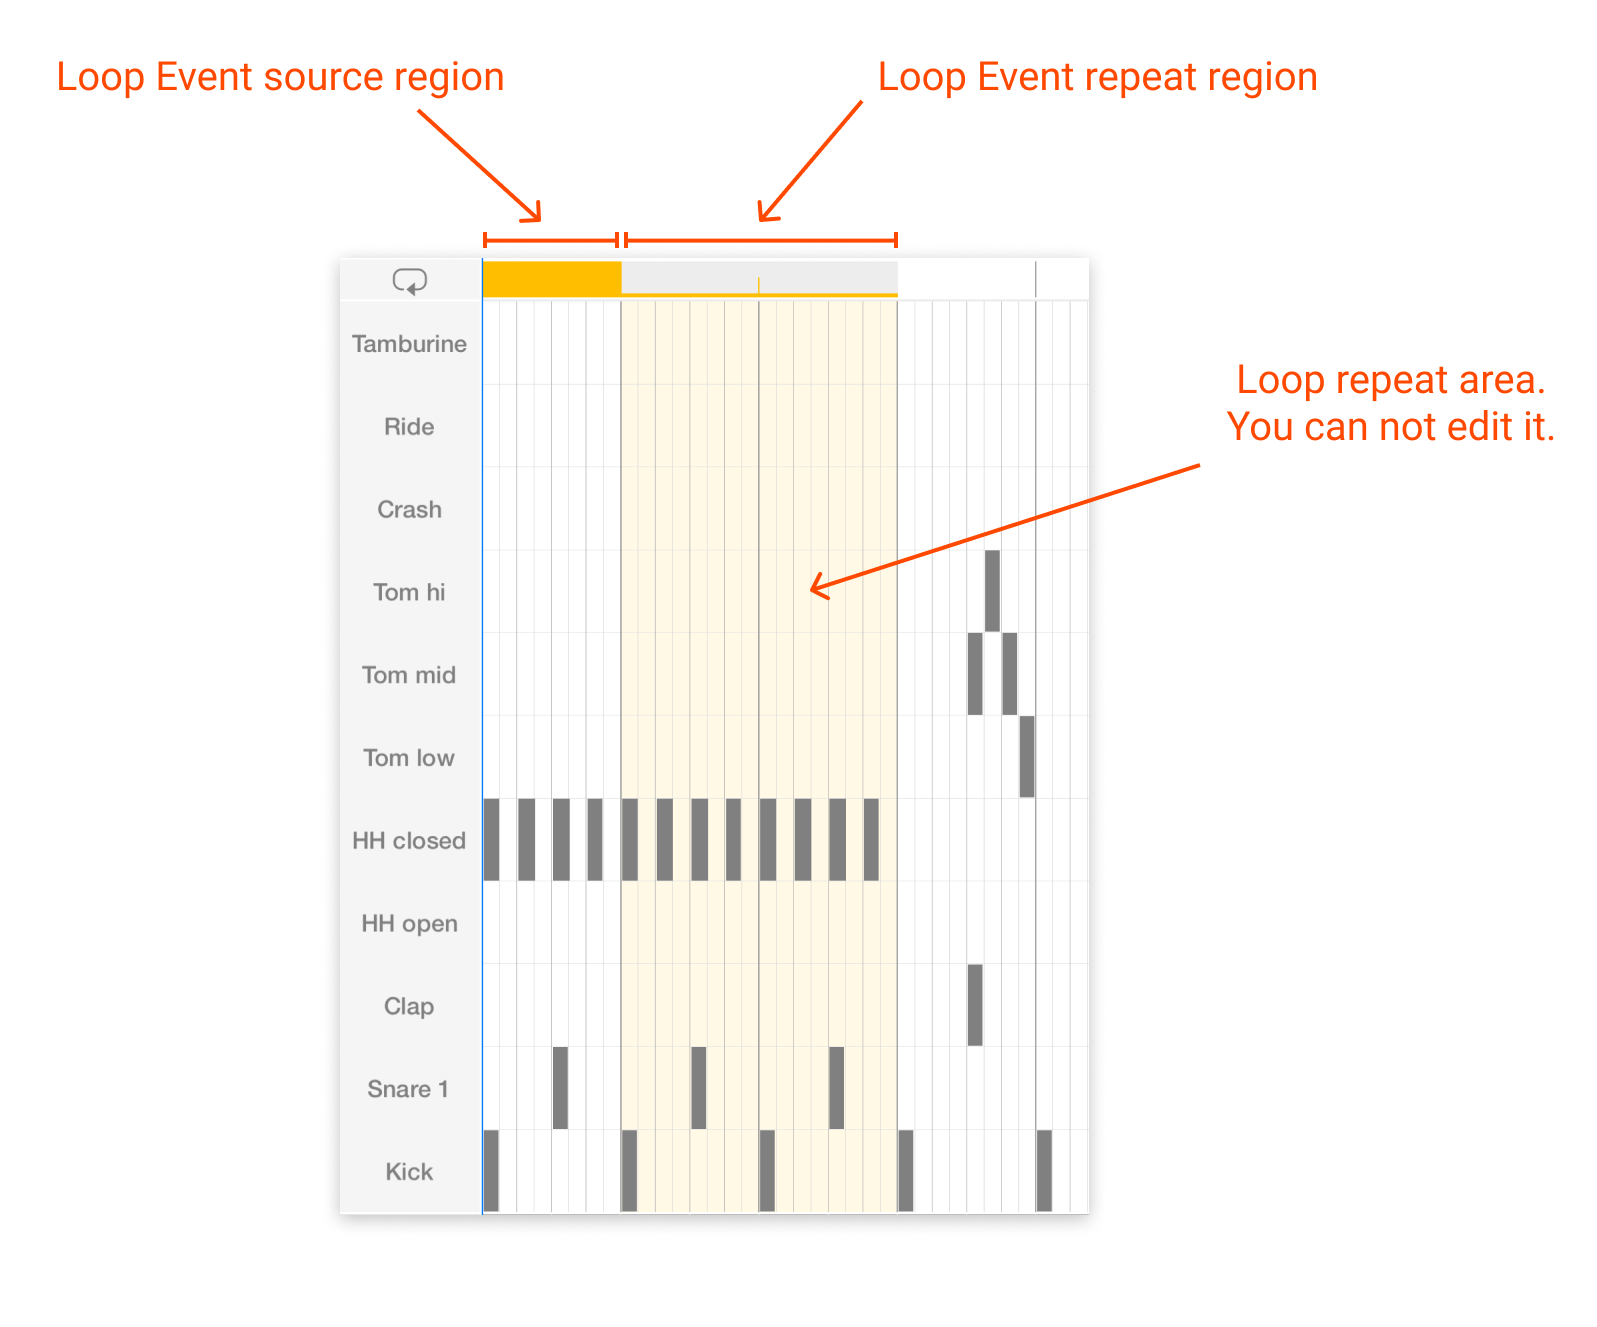 Loop Event source region
Loop Event repeat region
Loop repeat area.
You can not edit it.
Tamburine
Ride
Crash
Tom hi
Tom mid
Tom low
HH closed
HH open
Clap
Snare 1
Kick